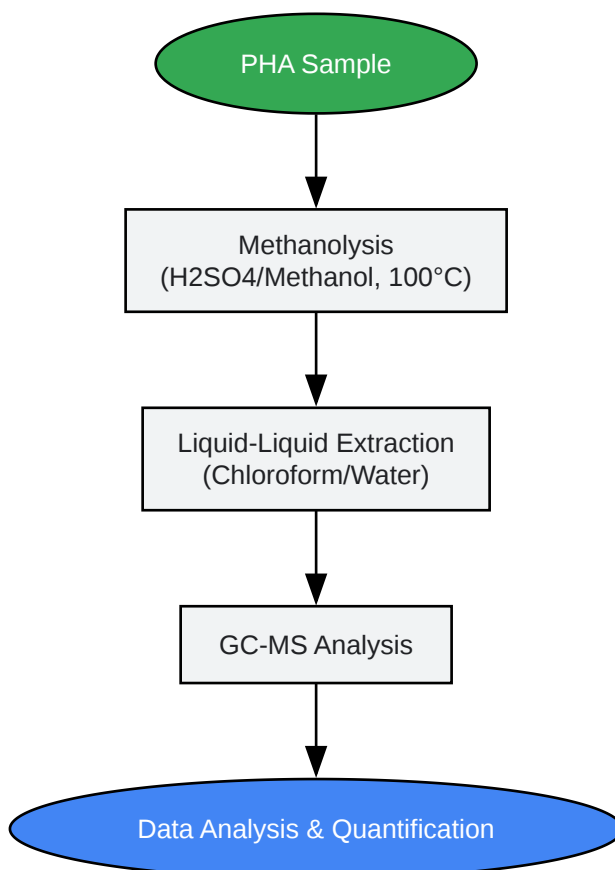 PHA Sample
Methanolysis
(H2SO4/Methanol, 100°C)
Liquid-Liquid Extraction
(Chloroform/Water)
GC-MS Analysis
Data Analysis & Quantification